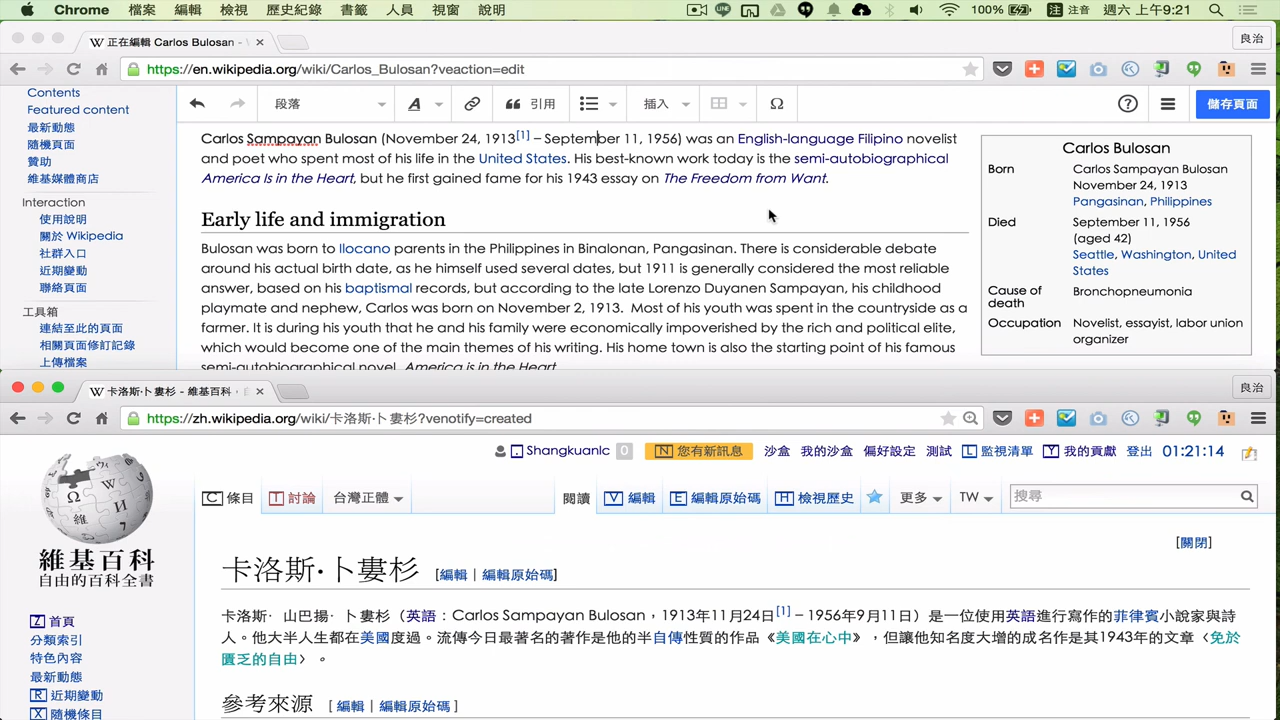 Chrome 檔案 編輯 檢視 歷史紀錄 書籤 人員 視窗 說明 100% 注 注音 週六 上午9:21
W 正在編輯 Carlos Bulosan - 良治
https://en.wikipedia.org/wiki/Carlos_Bulosan?veaction=edit
段落 A 引用 插入 Ω ? 儲存頁面
Contents
Featured content
最新動態
隨機頁面
贊助
維基媒體商店
Interaction
使用說明
關於 Wikipedia
社群入口
近期變動
聯絡頁面
工具箱
連結至此的頁面
相關頁面修訂記錄
上傳檔案
Carlos Sampayan Bulosan (November 24, 1913[1] – September 11, 1956) was an English-language Filipino novelist
and poet who spent most of his life in the United States. His best-known work today is the semi-autobiographical
America Is in the Heart, but he first gained fame for his 1943 essay on The Freedom from Want.
Early life and immigration
Bulosan was born to Ilocano parents in the Philippines in Binalonan, Pangasinan. There is considerable debate
around his actual birth date, as he himself used several dates, but 1911 is generally considered the most reliable
answer, based on his baptismal records, but according to the late Lorenzo Duyanen Sampayan, his childhood
playmate and nephew, Carlos was born on November 2, 1913. Most of his youth was spent in the countryside as a
farmer. It is during his youth that he and his family were economically impoverished by the rich and political elite,
which would become one of the main themes of his writing. His home town is also the starting point of his famous
semi-autobiographical novel, America is in the Heart.
Carlos Bulosan
Born Carlos Sampayan Bulosan
November 24, 1913
Pangasinan, Philippines
Died September 11, 1956
(aged 42)
Seattle, Washington, United
States
Cause of death Bronchopneumonia
Occupation Novelist, essayist, labor union
organizer
W 卡洛斯·卜婁杉 - 維基百科， 良治
https://zh.wikipedia.org/wiki/卡洛斯·卜婁杉?venotify=created
Shangkuanlc 0 N 您有新訊息 沙盒 我的沙盒 偏好設定 測試 L 監視清單 Y 我的貢獻 登出 01:21:14
C 條目 T 討論 台灣正體 閱讀 V 編輯 E 編輯原始碼 H 檢視歷史 更多 TW 搜尋
維基百科
自由的百科全書
Z 首頁
分類索引
特色內容
最新動態
R 近期變動
X 隨機條目
[關閉]
卡洛斯·卜婁杉 [編輯 | 編輯原始碼]
卡洛斯·山巴揚·卜婁杉（英語：Carlos Sampayan Bulosan，1913年11月24日[1] – 1956年9月11日）是一位使用英語進行寫作的菲律賓小說家與詩
人。他大半人生都在美國度過。流傳今日最著名的著作是他的半自傳性質的作品《美國在心中》，但讓他知名度大增的成名作是其1943年的文章〈免於
匱乏的自由〉。
參考來源 [ 編輯 | 編輯原始碼 ]